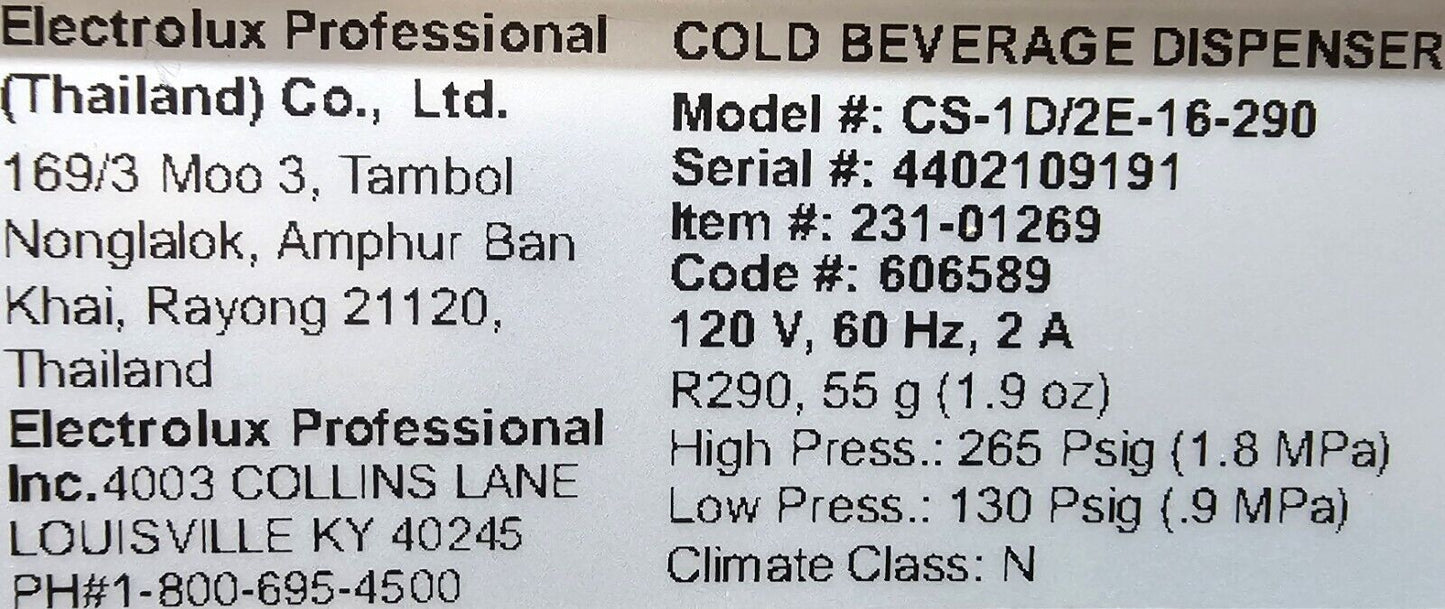 Electrolux Professional
(Thailand) Co., Ltd.
169/3 Moo 3, Tambol
Nonglalok, Amphur Ban
Khai, Rayong 21120,
Thailand
Electrolux Professional
Inc.4003 COLLINS LANE
LOUISVILLE KY 40245
PH#1-800-695-4500
COLD BEVERAGE DISPENSER
Model #: CS-1D/2E-16-290
Serial #: 4402109191
Item #: 231-01269
Code #: 606589
120 V, 60 Hz, 2 A
R290, 55 g (1.9 oz)
High Press.: 265 Psig (1.8 MPa)
Low Press.: 130 Psig (.9 MPa)
Climate Class: N